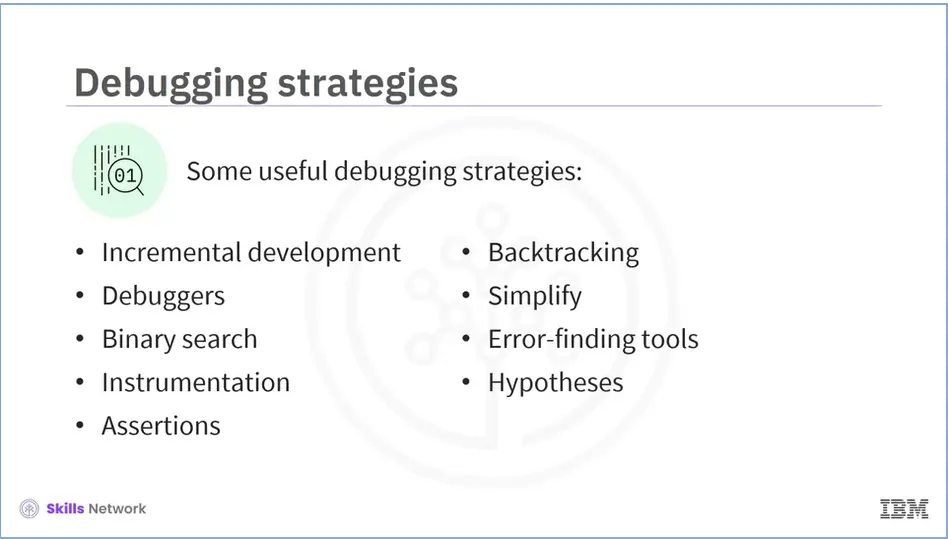 Debugging strategies
01
Some useful debugging strategies:
• Incremental development
• Debuggers
• Binary search
• Instrumentation
• Assertions
• Backtracking
• Simplify
• Error-finding tools
• Hypotheses
Skills Network
IBM